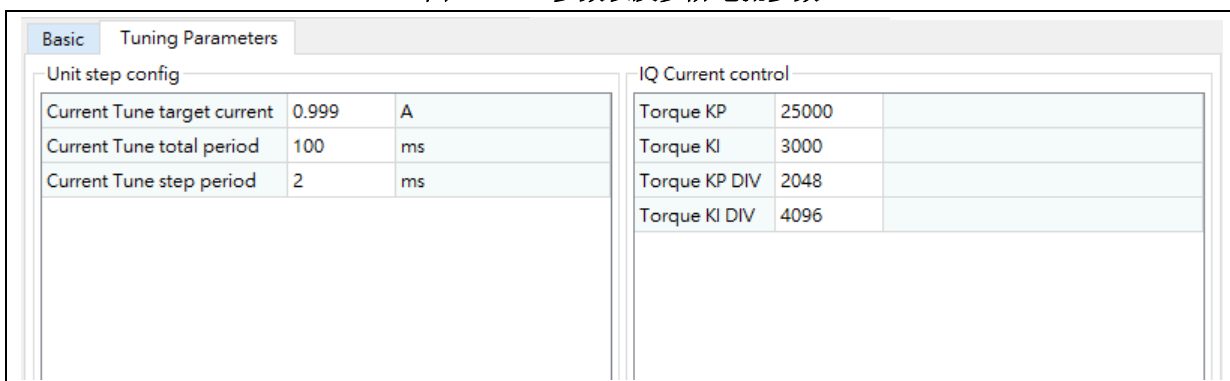 Basic Tuning Parameters
Unit step config
Current Tune target current 0.999 A
Current Tune total period 100 ms
Current Tune step period 2 ms
IQ Current control
Torque KP 25000
Torque KI 3000
Torque KP DIV 2048
Torque KI DIV 4096